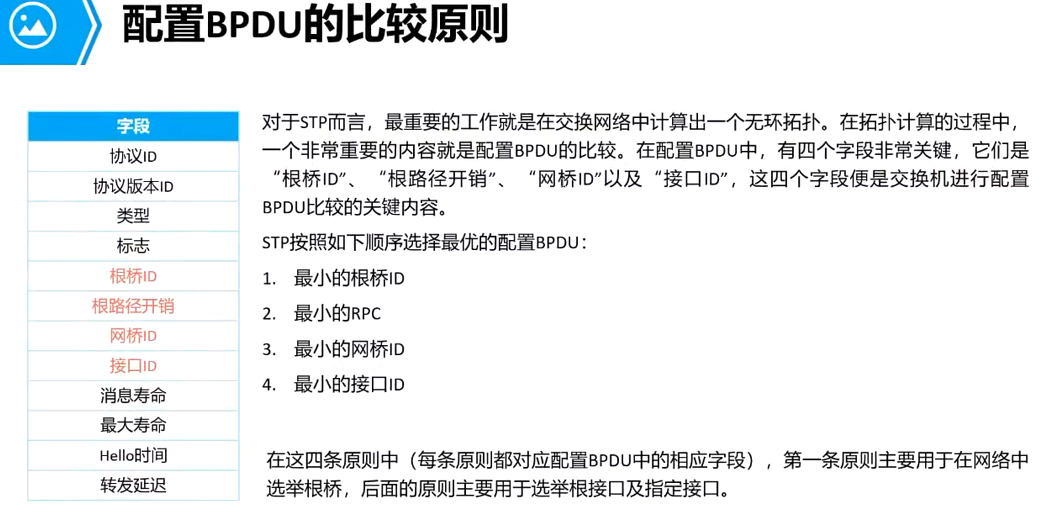 配置BPDU的比较原则
字段
协议ID
协议版本ID
类型
标志
根桥ID
根路径开销
网桥ID
接口ID
消息寿命
最大寿命
Hello时间
转发延迟
对于STP而言，最重要的工作就是在交换网络中计算出一个无环拓扑。在拓扑计算的过程中，
一个非常重要的内容就是配置BPDU的比较。在配置BPDU中，有四个字段非常关键，它们是
“根桥ID”、“根路径开销”、“网桥ID”以及“接口ID”，这四个字段便是交换机进行配置
BPDU比较的关键内容。
STP按照如下顺序选择最优的配置BPDU：
1. 最小的根桥ID
2. 最小的RPC
3. 最小的网桥ID
4. 最小的接口ID
在这四条原则中（每条原则都对应配置BPDU中的相应字段），第一条原则主要用于在网络中
选举根桥，后面的原则主要用于选举根接口及指定接口。